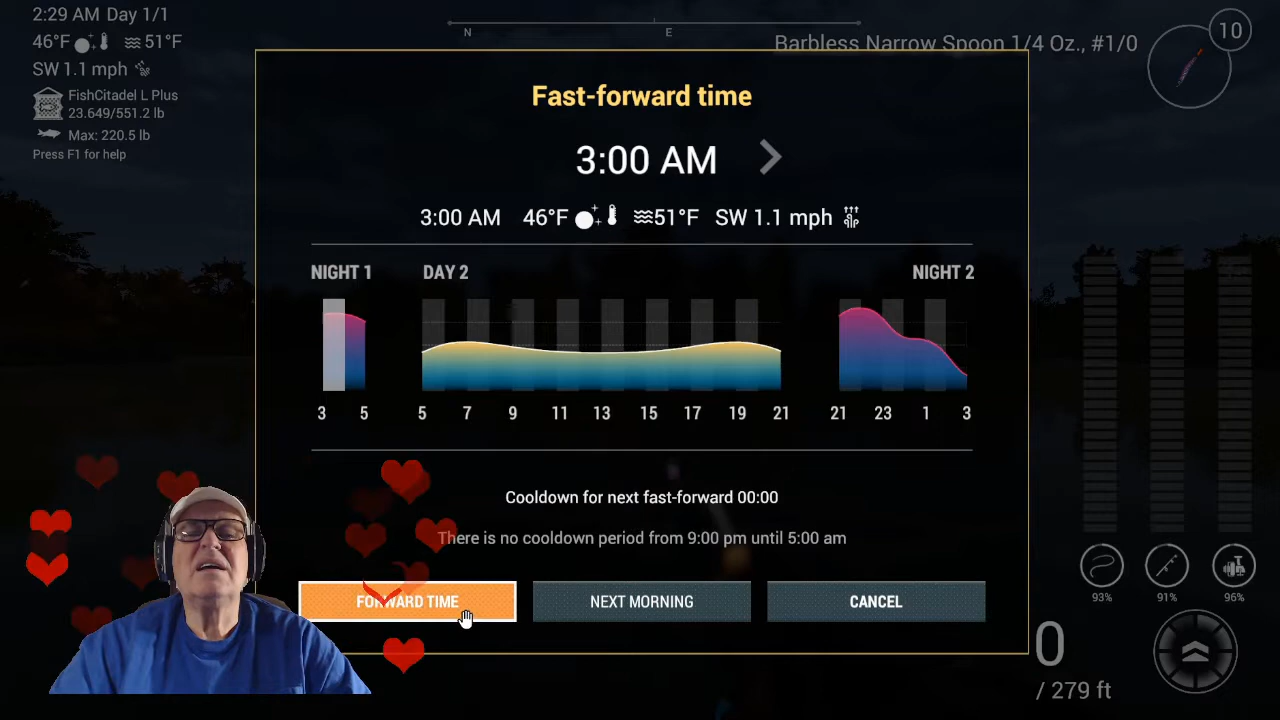 2:29 AM Day 1/1
46°F 51°F
SW 1.1 mph
FishCitadel L Plus
23.649/551.2 lb
Max: 220.5 lb
Press F1 for help
N E
Barbless Narrow Spoon 1/4 Oz., #1/0
10
Fast-forward time
3:00 AM
3:00 AM 46°F 51°F SW 1.1 mph
NIGHT 1 DAY 2 NIGHT 2
3 5 5 7 9 11 13 15 17 19 21 21 23 1 3
Cooldown for next fast-forward 00:00
There is no cooldown period from 9:00 pm until 5:00 am
FORWARD TIME NEXT MORNING CANCEL
93% 91% 96%
0
/ 279 ft